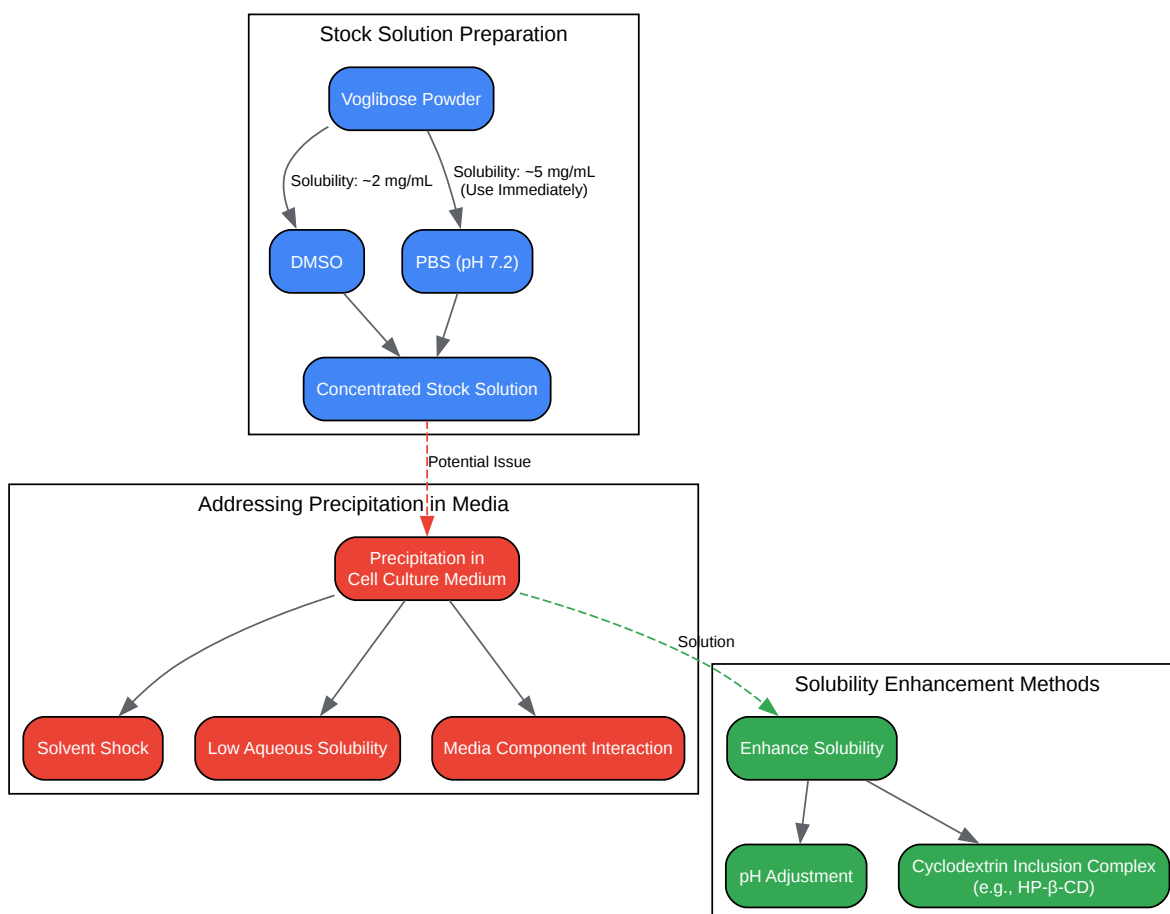 Stock Solution Preparation
Voglibose Powder
Solubility: ~2 mg/mL
Solubility: ~5 mg/mL
(Use Immediately)
DMSO
PBS (pH 7.2)
Concentrated Stock Solution
Potential Issue
Addressing Precipitation in Media
Precipitation in
Cell Culture Medium
Solution
Solvent Shock
Low Aqueous Solubility
Media Component Interaction
Solubility Enhancement Methods
Enhance Solubility
pH Adjustment
Cyclodextrin Inclusion Complex
(e.g., HP-β-CD)